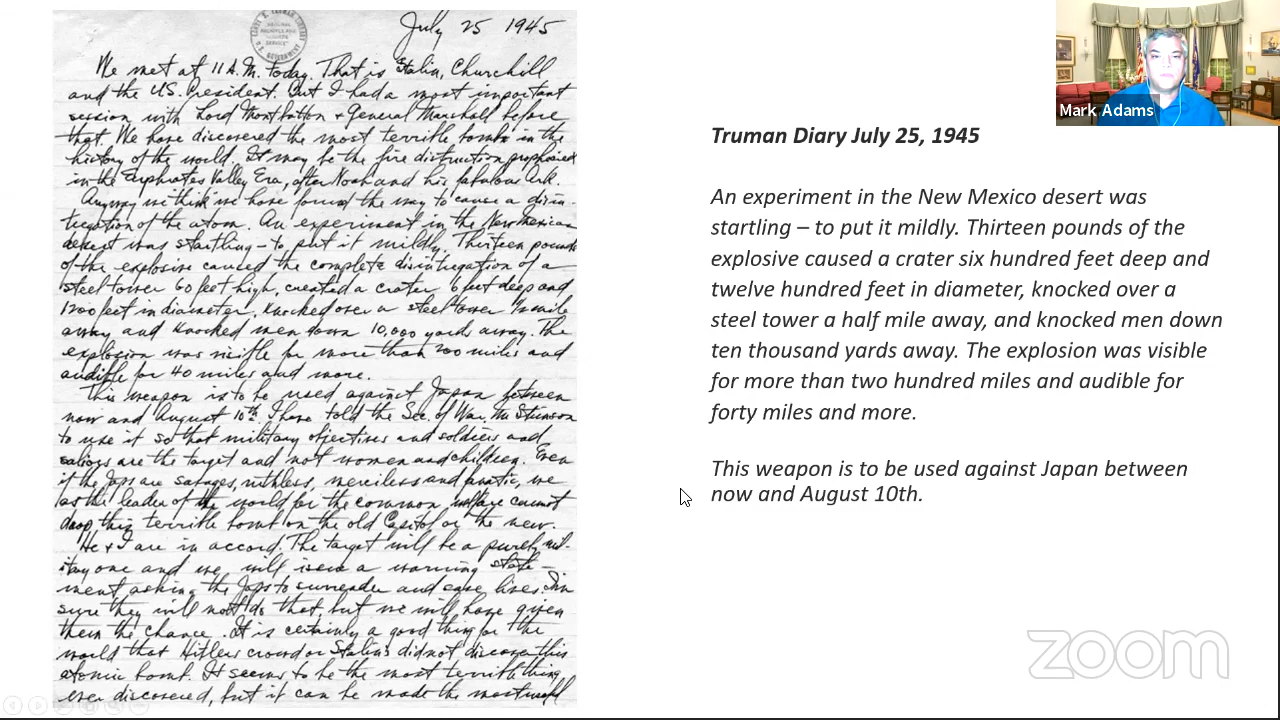 July 25 1945
We met at 11 A.M. today. That is Stalin, Churchill
and the U.S. President. But I had a most important
session with Lord Mountbatten & General Marshall before
that. We have discovered the most terrible bomb in the
history of the world. It may be the fire distruction prophesied
in the Euphrates Valley Era, after Noah and his fabulous Ark.
Anyway we think we have found the way to cause a disin-
tegration of the atom. An experiment in the New Mexican
desert was startling - to put it mildly. Thirteen pounds
of the explosive caused the complete disintegration of a
steel tower 60 feet high, created a crater 6 feet deep and
1200 feet in diameter, knocked over a steel tower 1/2 mile
away and knocked men down 10,000 yards away. The
explosion was visible for more than 200 miles and
audible for 40 miles and more.
This weapon is to be used against Japan between
now and August 10th. I have told the Sec. of War, Mr. Stimson
to use it so that military objectives and soldiers and
sailors are the target and not women and children. Even
if the Japs are savages, ruthless, merciless and fanatic, we
as the leader of the world for the common welfare cannot
drop this terrible bomb on the old Capitol or the new.
He & I are in accord. The target will be a purely mil-
itary one and we will issue a warning state-
ment asking the Japs to surrender and save lives. I'm
sure they will not do that, but we will have given
them the chance. It is certainly a good thing for the
world that Hitler's crowd or Stalin's did not discover this
atomic bomb. It seems to be the most terrible thing
ever discovered, but it can be made the most useful
Mark Adams
Truman Diary July 25, 1945
An experiment in the New Mexico desert was
startling – to put it mildly. Thirteen pounds of the
explosive caused a crater six hundred feet deep and
twelve hundred feet in diameter, knocked over a
steel tower a half mile away, and knocked men down
ten thousand yards away. The explosion was visible
for more than two hundred miles and audible for
forty miles and more.
This weapon is to be used against Japan between
now and August 10th.
zoom